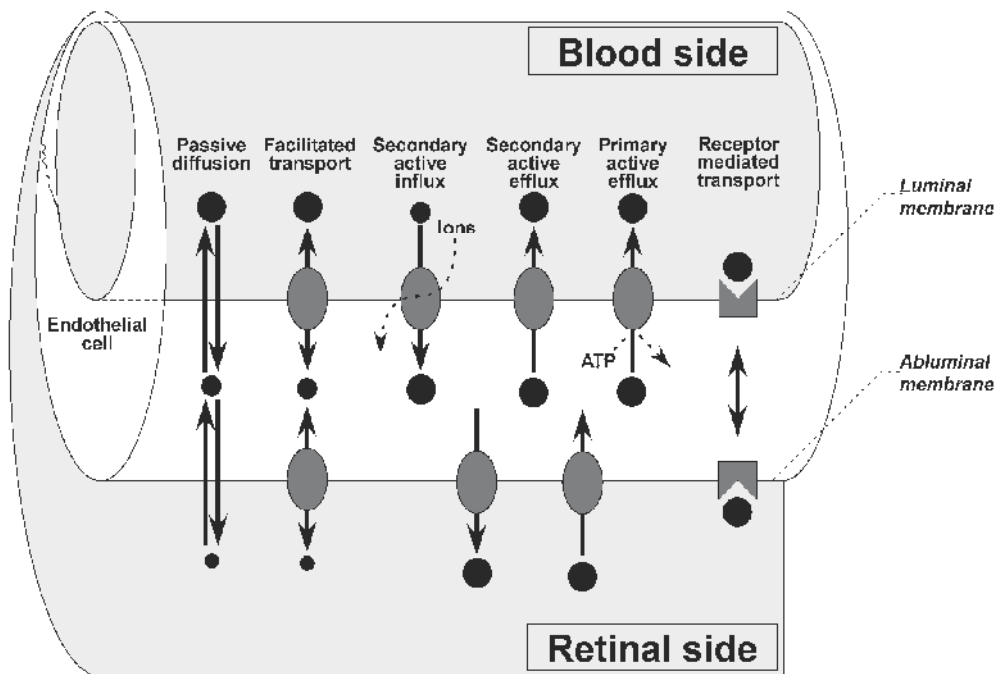 Blood side
Passive
diffusion
Facilitated
transport
Secondary
active
influx
Secondary
active
efflux
Primary
active
efflux
Receptor
mediated
transport
Luminal
membrane
Ions
Endothelial
cell
ATP
Abluminal
membrane
Retinal side